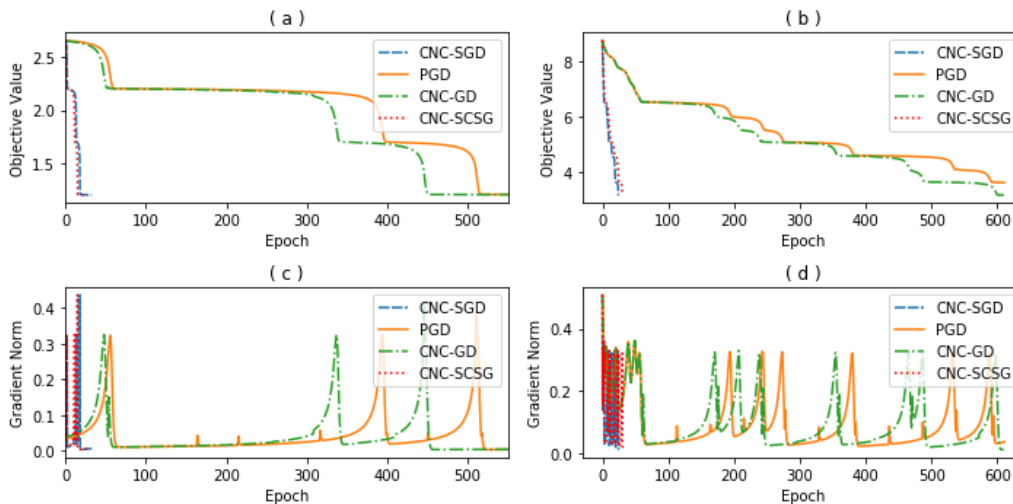 ( a )
Objective Value
2.5
2.0
1.5
CNC-SGD
PGD
CNC-GD
CNC-SCSG
0 100 200 300 400 500
Epoch
( b )
Objective Value
8
6
4
CNC-SGD
PGD
CNC-GD
CNC-SCSG
0 100 200 300 400 500 600
Epoch
( c )
Gradient Norm
0.4
0.3
0.2
0.1
0.0
CNC-SGD
PGD
CNC-GD
CNC-SCSG
0 100 200 300 400 500
Epoch
( d )
Gradient Norm
0.4
0.2
0.0
CNC-SGD
PGD
CNC-GD
CNC-SCSG
0 100 200 300 400 500 600
Epoch